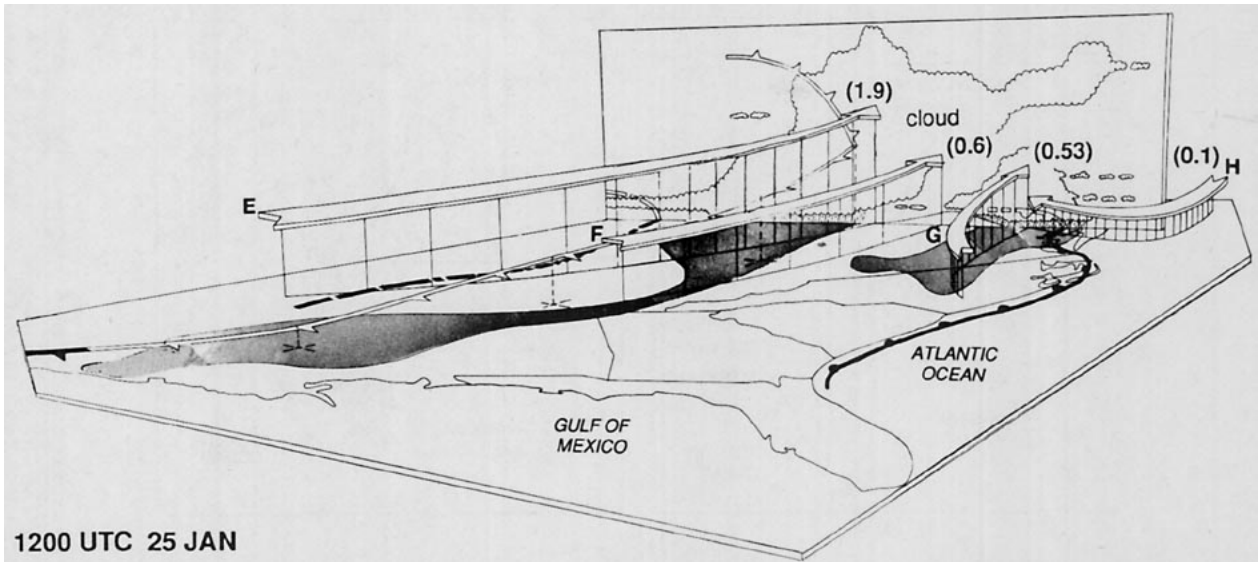 (1.9)
cloud
(0.6)
(0.53)
(0.1)
H
E
F
G
ATLANTIC
OCEAN
GULF OF
MEXICO
1200 UTC 25 JAN